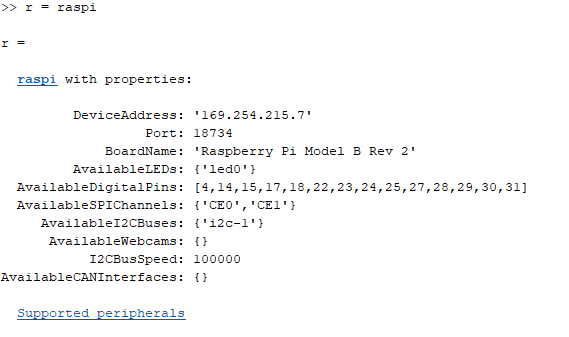 >> r = raspi
r =
raspi with properties:
DeviceAddress: '169.254.215.7'
Port: 18734
BoardName: 'Raspberry Pi Model B Rev 2'
AvailableLEDs: {'led0'}
AvailableDigitalPins: [4,14,15,17,18,22,23,24,25,27,28,29,30,31]
AvailableSPIChannels: {'CE0','CE1'}
AvailableI2CBuses: {'i2c-1'}
AvailableWebcams: {}
I2CBusSpeed: 100000
AvailableCANInterfaces: {}
Supported peripherals